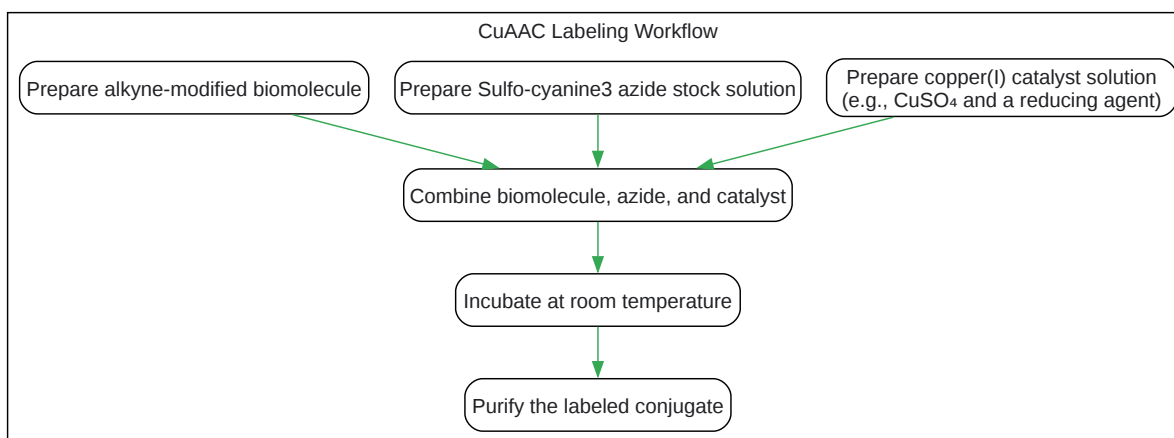 CuAAC Labeling Workflow
Prepare alkyne-modified biomolecule
Prepare Sulfo-cyanine3 azide stock solution
Prepare copper(I) catalyst solution
(e.g., CuSO₄ and a reducing agent)
Combine biomolecule, azide, and catalyst
Incubate at room temperature
Purify the labeled conjugate